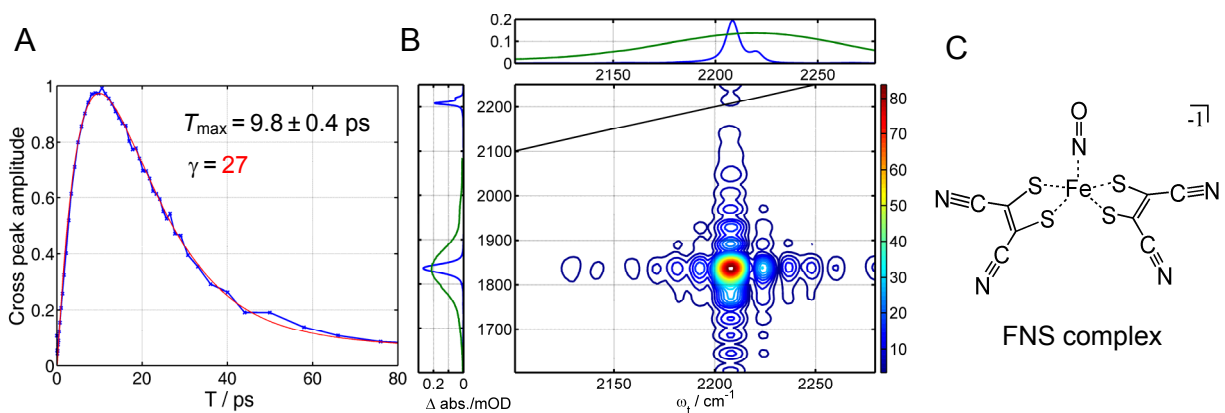 A
Cross peak amplitude
1
0.8
0.6
0.4
0.2
0
0 20 40 60 80
T / ps
Tmax = 9.8 ± 0.4 ps
γ = 27
B
0.2
0.1
0
2150 2200 2250
2200
2100
2000
1900
1800
1700
0.2 0
Δ abs./mOD
2150 2200 2250
ωt / cm-1
80
70
60
50
40
30
20
10
C
-1
O
N
S Fe S
N C S S C N
C C
N N
FNS complex